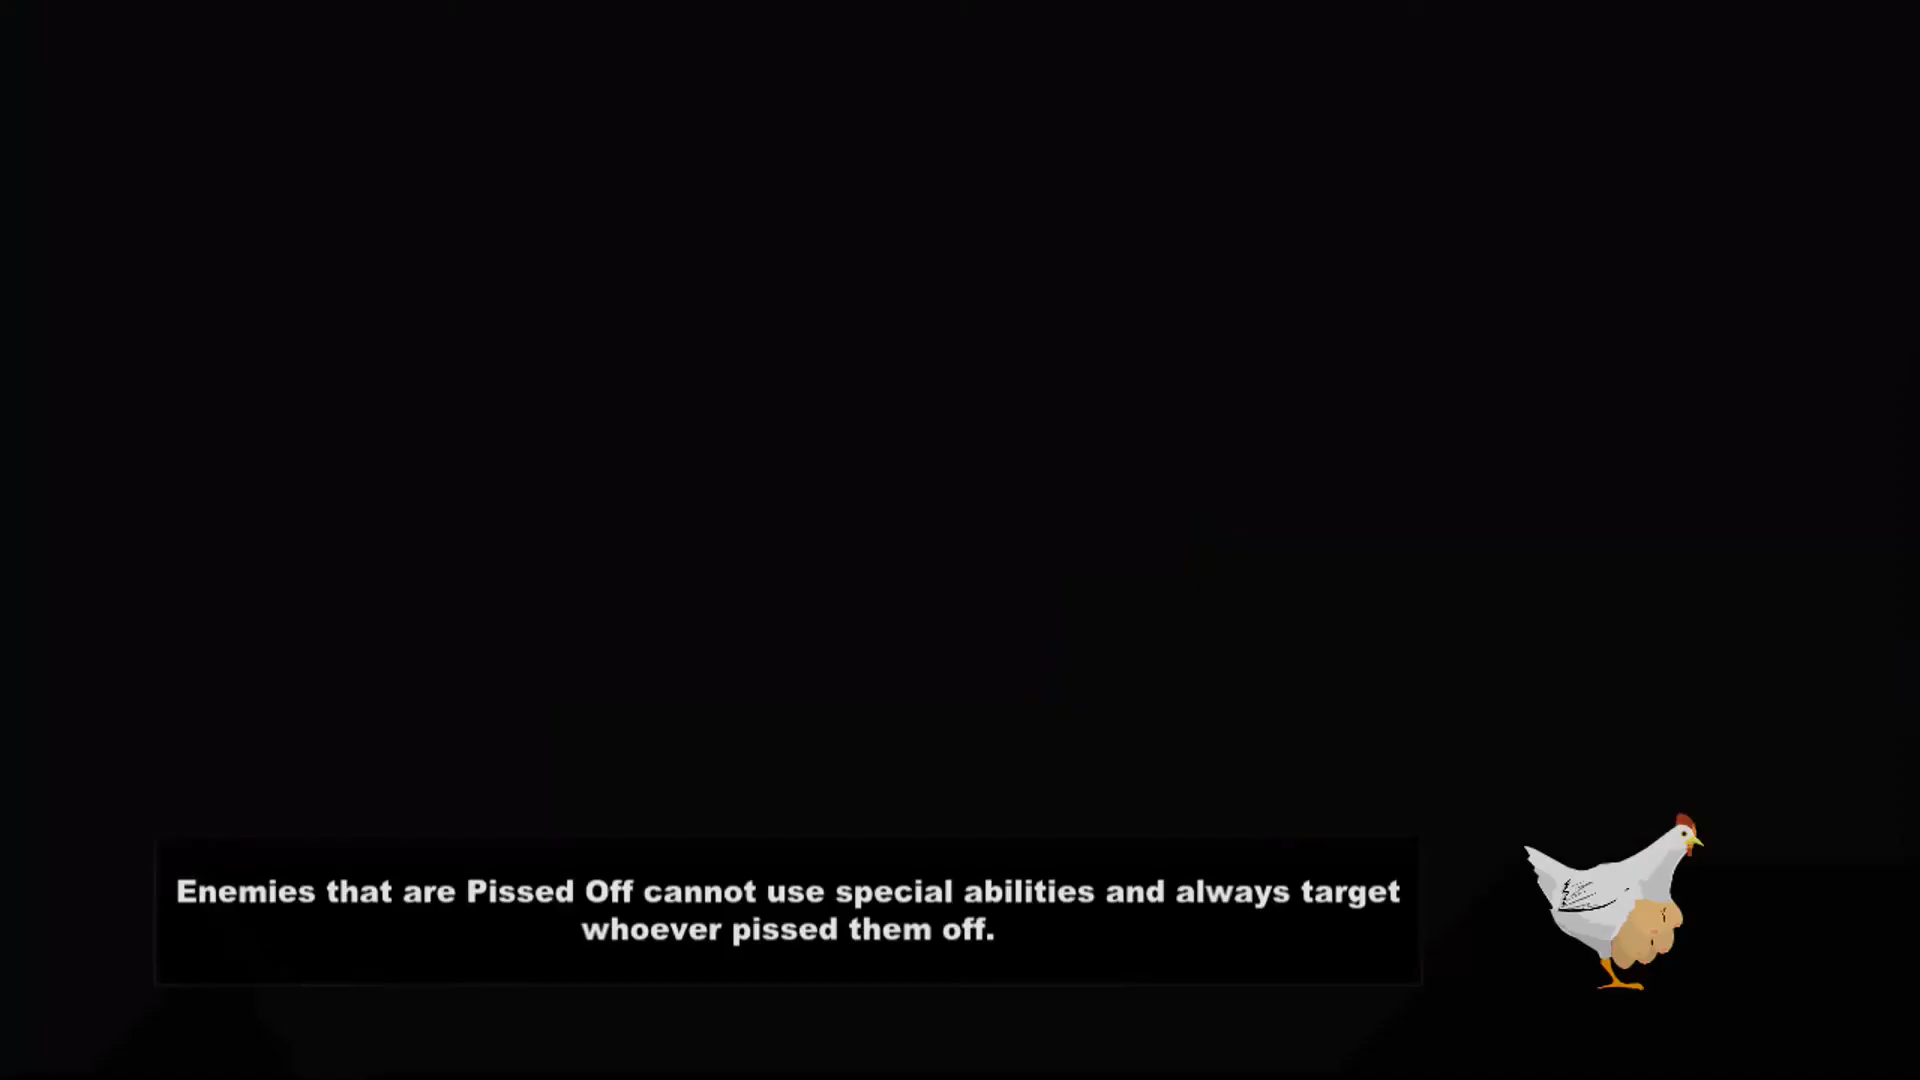 Enemies that are Pissed Off cannot use special abilities and always target
whoever pissed them off.